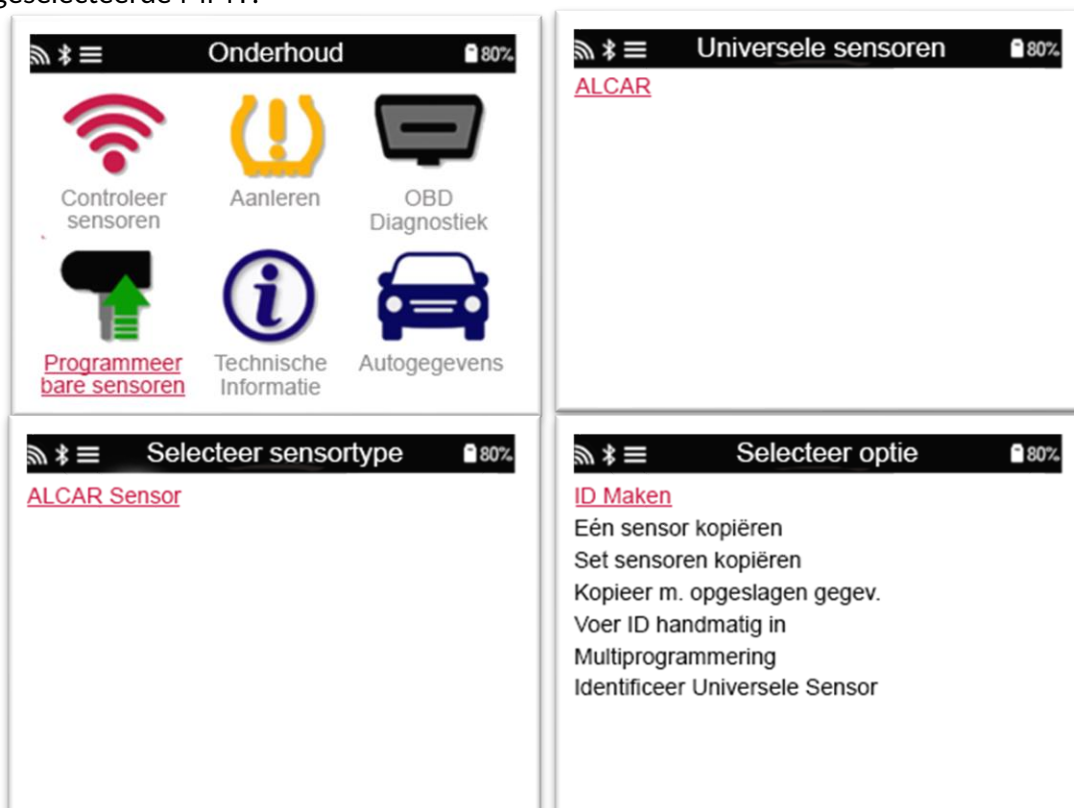 Onderhoud 80%
Controleer sensoren
Aanleren
OBD Diagnostiek
Programmeer bare sensoren
Technische Informatie
Autogegevens
Universele sensoren 80%
ALCAR
Selecteer sensortype 80%
ALCAR Sensor
Selecteer optie 80%
ID Maken
Eén sensor kopiëren
Set sensoren kopiëren
Kopieer m. opgeslagen gegev.
Voer ID handmatig in
Multiprogrammering
Identificeer Universele Sensor